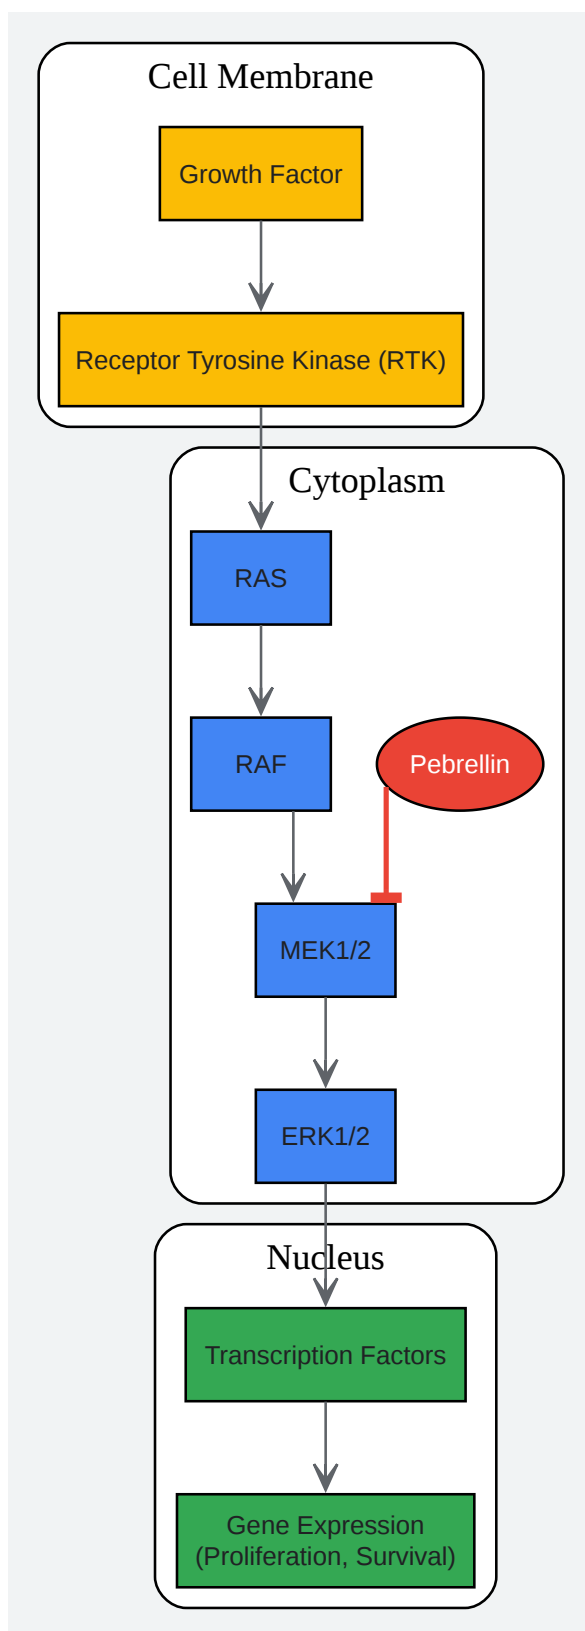 Cell Membrane
Growth Factor
Receptor Tyrosine Kinase (RTK)
Cytoplasm
RAS
RAF
Pebrellin
MEK1/2
ERK1/2
Nucleus
Transcription Factors
Gene Expression
(Proliferation, Survival)